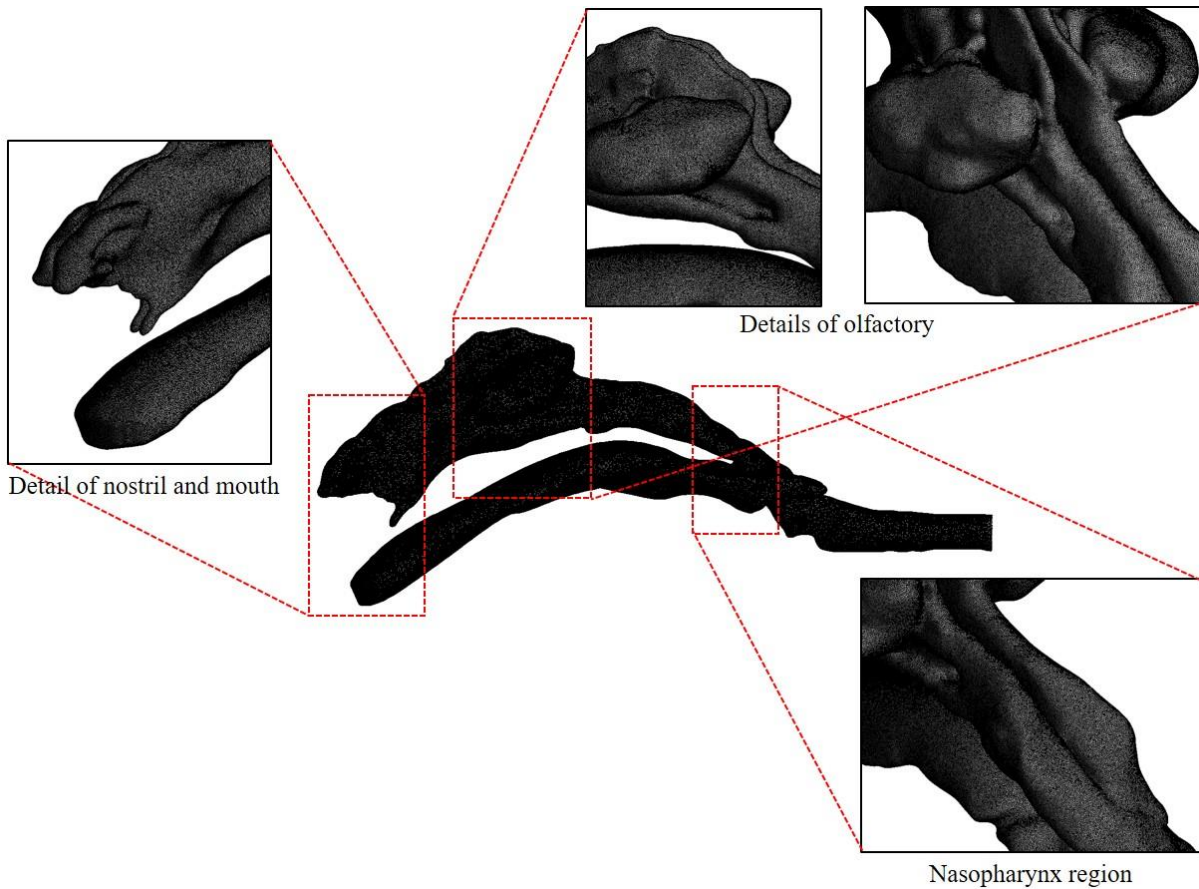 Details of olfactory
Detail of nostril and mouth
Nasopharynx region